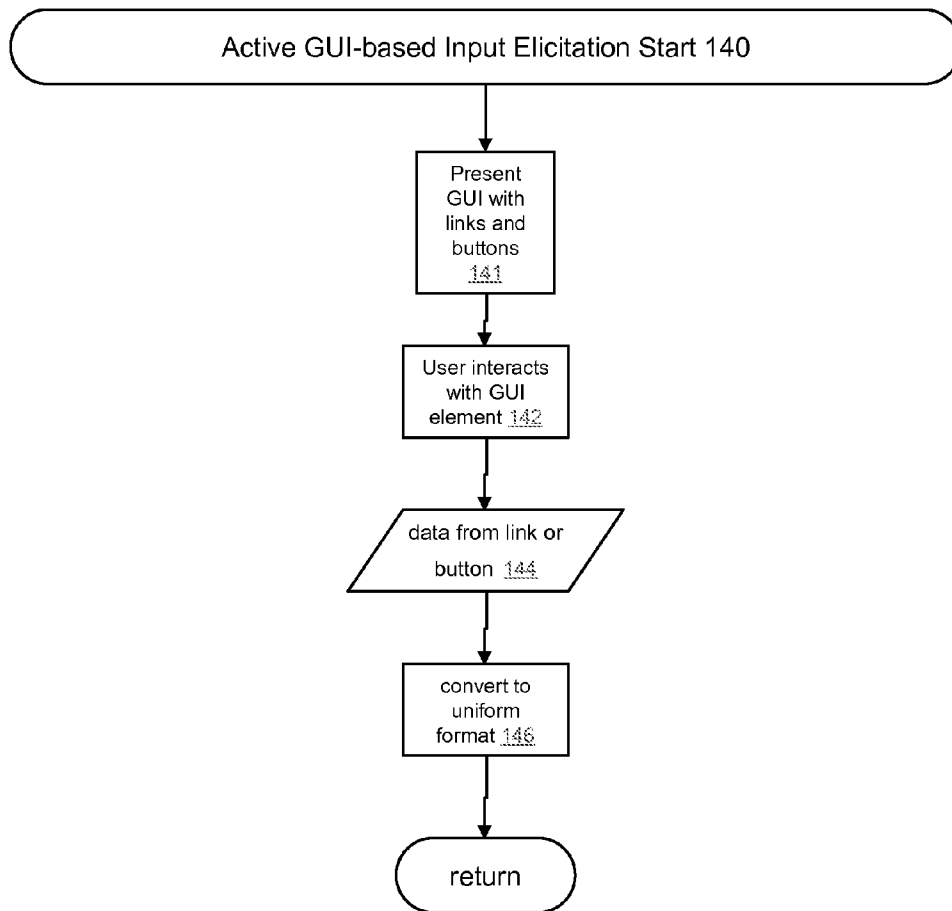 Active GUI-based Input Elicitation Start 140
Present
GUI with
links and
buttons
141
User interacts
with GUI
element 142
data from link or
button 144
convert to
uniform
format 146
return